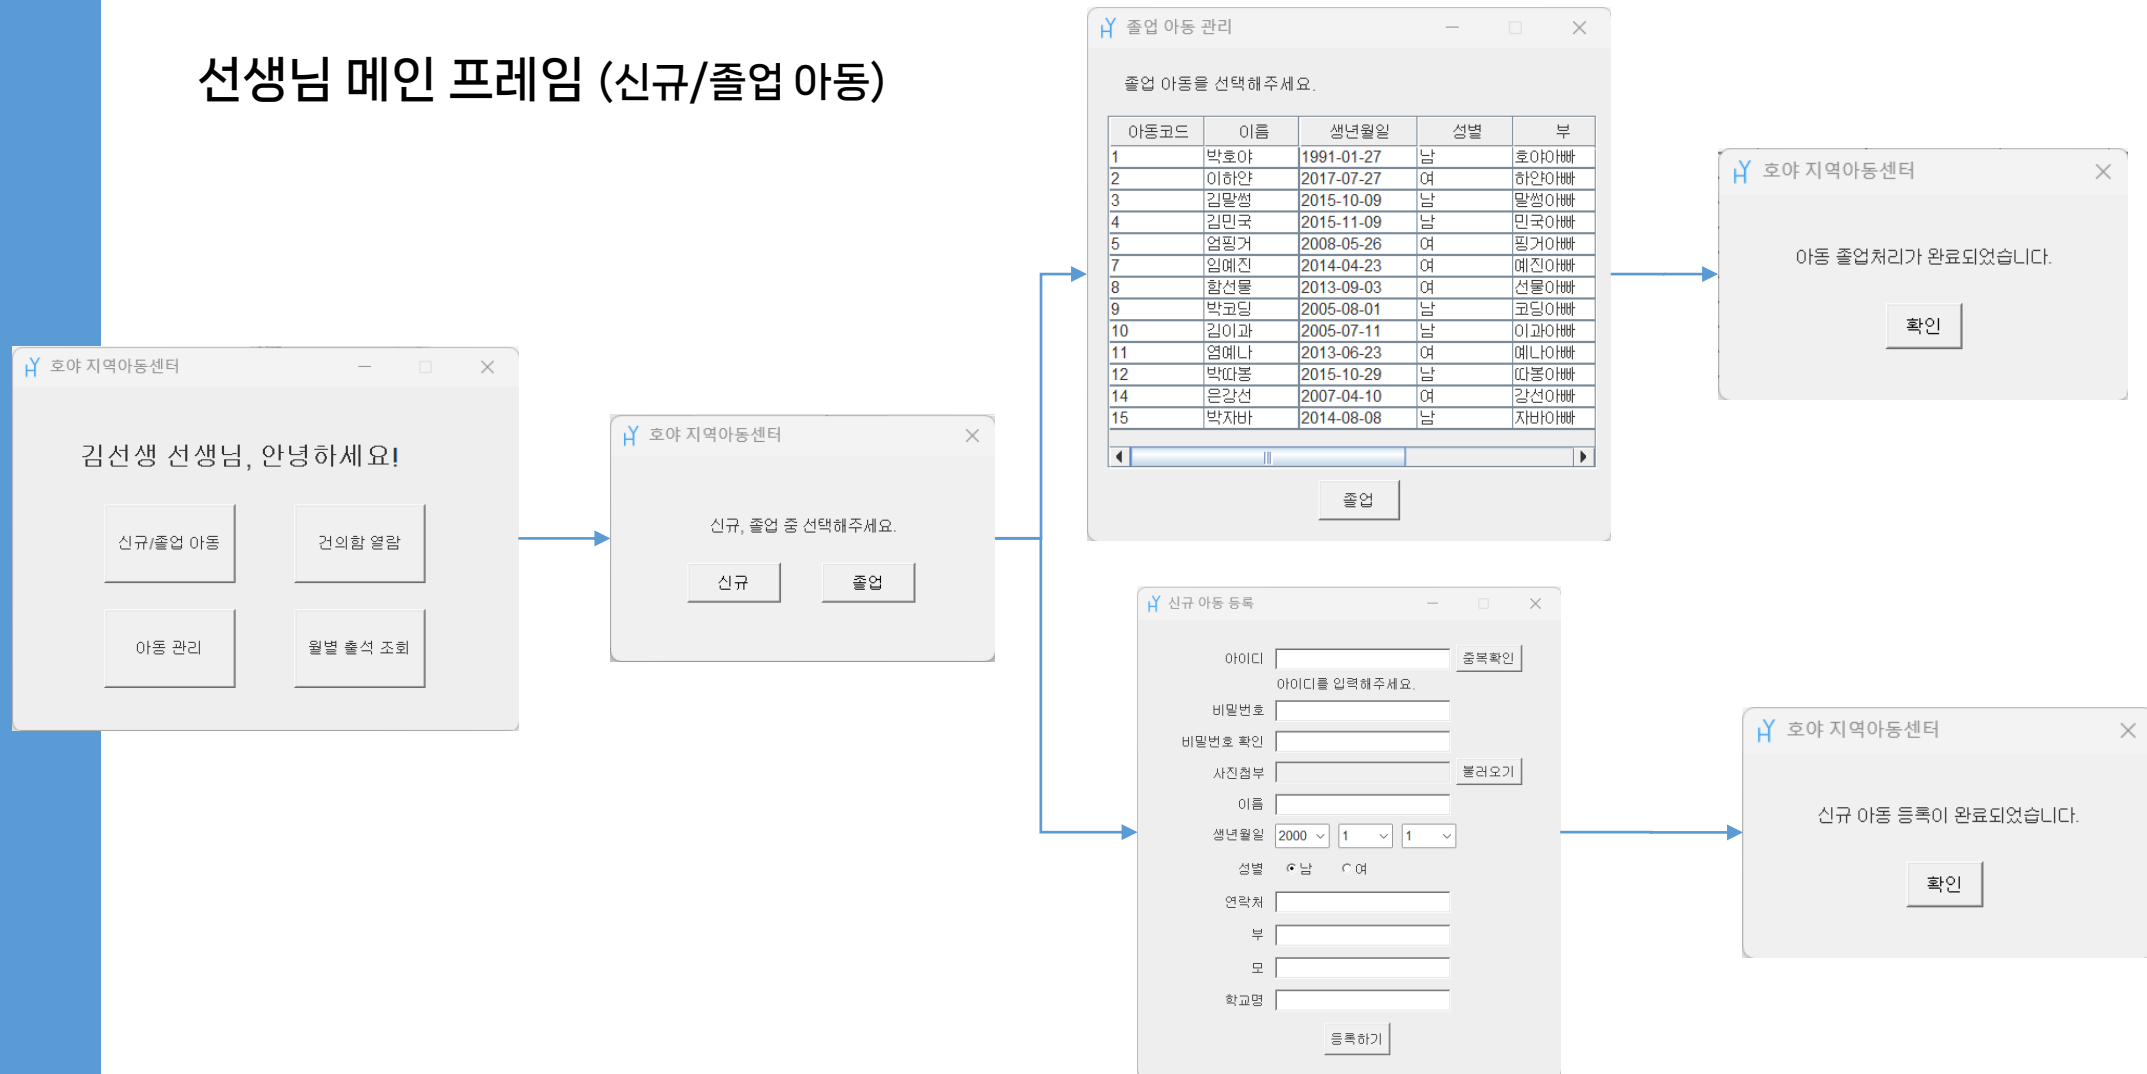 선생님 메인 프레임 (신규/졸업 아동)
호야 지역아동센터
김선생 선생님, 안녕하세요!
신규/졸업 아동 건의함 열람
아동 관리 월별 출석 조회
호야 지역아동센터
신규, 졸업 중 선택해주세요.
신규 졸업
졸업 아동 관리
졸업 아동을 선택해주세요.
아동코드 이름 생년월일 성별 부
1 박호야 1991-01-27 남 호야아빠
2 이하얀 2017-07-27 여 하얀아빠
3 김말썽 2015-10-09 남 말썽아빠
4 김민국 2015-11-09 남 민국아빠
5 엄핑거 2008-05-26 여 핑거아빠
7 임예진 2014-04-23 여 예진아빠
8 함선물 2013-09-03 여 선물아빠
9 박코딩 2005-08-01 남 코딩아빠
10 김이과 2005-07-11 남 이과아빠
11 염예나 2013-06-23 여 예나아빠
12 박따봉 2015-10-29 남 따봉아빠
14 은강선 2007-04-10 여 강선아빠
15 박자바 2014-08-08 남 자바아빠
졸업
호야 지역아동센터
아동 졸업처리가 완료되었습니다.
확인
신규 아동 등록
아이디 중복확인
아이디를 입력해주세요.
비밀번호
비밀번호 확인
사진첨부 불러오기
이름
생년월일 2000 1 1
성별 남 여
연락처
부
모
학교명
등록하기
호야 지역아동센터
신규 아동 등록이 완료되었습니다.
확인